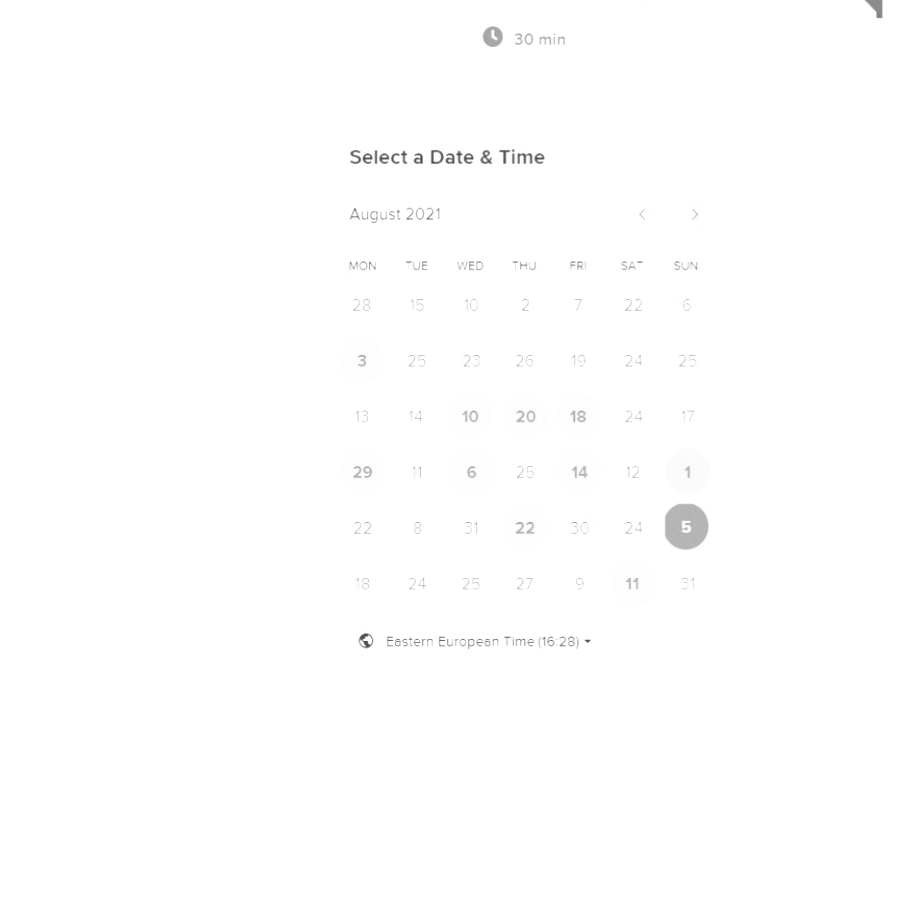 30 min
Select a Date & Time
August 2021
MON TUE WED THU FRI SAT SUN
28 15 10 2 7 22 6
3 25 23 26 19 24 25
13 14 10 20 18 24 17
29 11 6 25 14 12 1
22 8 31 22 30 24 5
18 24 25 27 9 11 31
Eastern European Time (16:28)